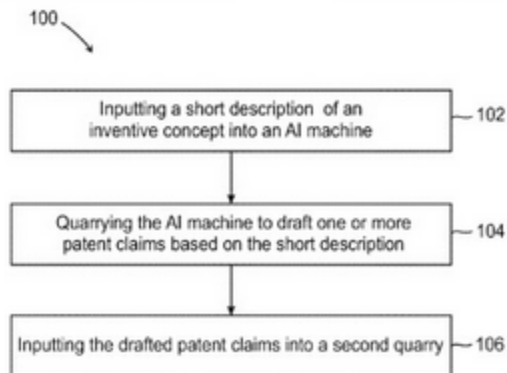 100
Inputting a short description of an
inventive concept into an AI machine
102
Quarrying the AI machine to draft one or more
patent claims based on the short description
104
Inputting the drafted patent claims into a second quarry
106